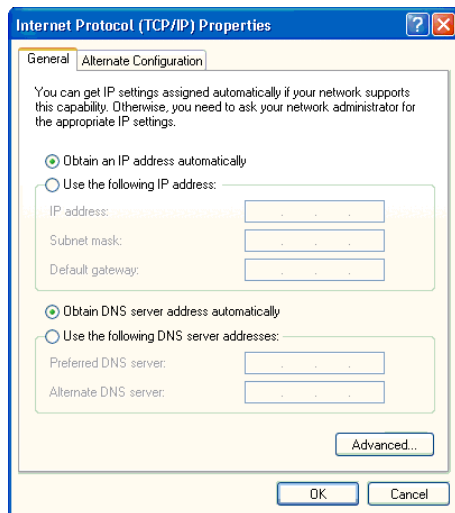 Internet Protocol (TCP/IP) Properties
General
Alternate Configuration
You can get IP settings assigned automatically if your network supports
this capability. Otherwise, you need to ask your network administrator for
the appropriate IP settings.
Obtain an IP address automatically
Use the following IP address:
IP address:
Subnet mask:
Default gateway:
Obtain DNS server address automatically
Use the following DNS server addresses:
Preferred DNS server:
Alternate DNS server:
Advanced...
OK
Cancel